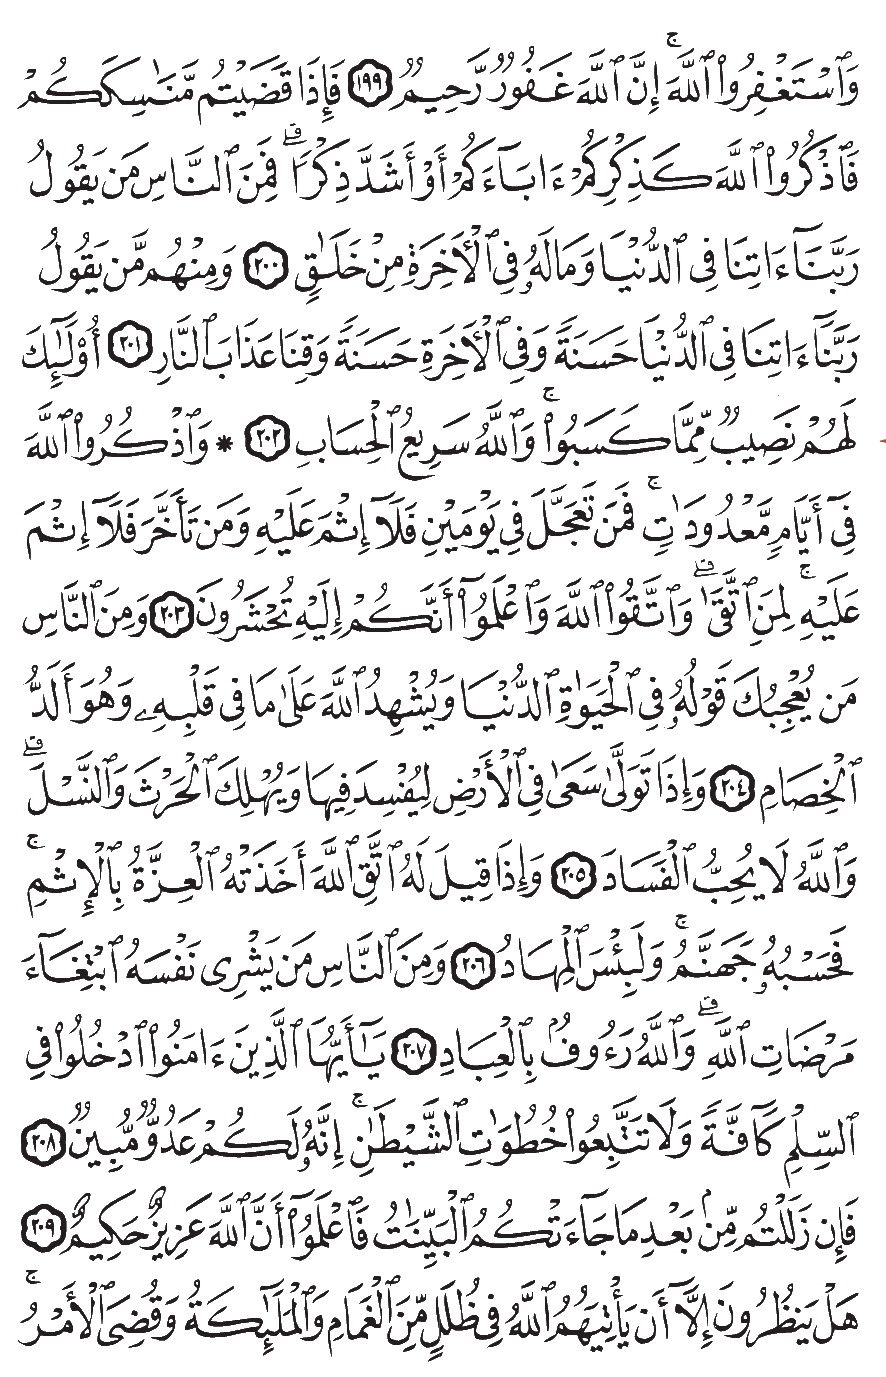 وَٱسْتَغْفِرُوا۟ ٱللَّهَ ۚ إِنَّ ٱللَّهَ غَفُورٌ رَّحِيمٌ ١٩٩ فَإِذَا قَضَيْتُم مَّنَـٰسِكَكُمْ
فَٱذْكُرُوا۟ ٱللَّهَ كَذِكْرِكُمْ ءَابَآءَكُمْ أَوْ أَشَدَّ ذِكْرًا ۗ فَمِنَ ٱلنَّاسِ مَن يَقُولُ
رَبَّنَآ ءَاتِنَا فِى ٱلدُّنْيَا وَمَا لَهُۥ فِى ٱلْـَٔاخِرَةِ مِنْ خَلَـٰقٍ ٢٠٠ وَمِنْهُم مَّن يَقُولُ
رَبَّنَآ ءَاتِنَا فِى ٱلدُّنْيَا حَسَنَةً وَفِى ٱلْـَٔاخِرَةِ حَسَنَةً وَقِنَا عَذَابَ ٱلنَّارِ ٢٠١ أُو۟لَـٰٓئِكَ
لَهُمْ نَصِيبٌ مِّمَّا كَسَبُوا۟ ۚ وَٱللَّهُ سَرِيعُ ٱلْحِسَابِ ٢٠٢ * وَٱذْكُرُوا۟ ٱللَّهَ
فِىٓ أَيَّامٍ مَّعْدُودَٰتٍ ۚ فَمَن تَعَجَّلَ فِى يَوْمَيْنِ فَلَآ إِثْمَ عَلَيْهِ وَمَن تَأَخَّرَ فَلَآ إِثْمَ
عَلَيْهِ ۚ لِمَنِ ٱتَّقَىٰ ۗ وَٱتَّقُوا۟ ٱللَّهَ وَٱعْلَمُوٓا۟ أَنَّكُمْ إِلَيْهِ تُحْشَرُونَ ٢٠٣ وَمِنَ ٱلنَّاسِ
مَن يُعْجِبُكَ قَوْلُهُۥ فِى ٱلْحَيَوٰةِ ٱلدُّنْيَا وَيُشْهِدُ ٱللَّهَ عَلَىٰ مَا فِى قَلْبِهِۦ وَهُوَ أَلَدُّ
ٱلْخِصَامِ ٢٠٤ وَإِذَا تَوَلَّىٰ سَعَىٰ فِى ٱلْأَرْضِ لِيُفْسِدَ فِيهَا وَيُهْلِكَ ٱلْحَرْثَ وَٱلنَّسْلَ ۗ
وَٱللَّهُ لَا يُحِبُّ ٱلْفَسَادَ ٢٠٥ وَإِذَا قِيلَ لَهُ ٱتَّقِ ٱللَّهَ أَخَذَتْهُ ٱلْعِزَّةُ بِٱلْإِثْمِ ۚ
فَحَسْبُهُۥ جَهَنَّمُ ۚ وَلَبِئْسَ ٱلْمِهَادُ ٢٠٦ وَمِنَ ٱلنَّاسِ مَن يَشْرِى نَفْسَهُ ٱبْتِغَآءَ
مَرْضَاتِ ٱللَّهِ ۗ وَٱللَّهُ رَءُوفٌۢ بِٱلْعِبَادِ ٢٠٧ يَـٰٓأَيُّهَا ٱلَّذِينَ ءَامَنُوا۟ ٱدْخُلُوا۟ فِى
ٱلسِّلْمِ كَآفَّةً وَلَا تَتَّبِعُوا۟ خُطُوَٰتِ ٱلشَّيْطَـٰنِ ۚ إِنَّهُۥ لَكُمْ عَدُوٌّ مُّبِينٌ ٢٠٨
فَإِن زَلَلْتُم مِّنۢ بَعْدِ مَا جَآءَتْكُمُ ٱلْبَيِّنَـٰتُ فَٱعْلَمُوٓا۟ أَنَّ ٱللَّهَ عَزِيزٌ حَكِيمٌ ٢٠٩
هَلْ يَنظُرُونَ إِلَّآ أَن يَأْتِيَهُمُ ٱللَّهُ فِى ظُلَلٍ مِّنَ ٱلْغَمَامِ وَٱلْمَلَـٰٓئِكَةُ وَقُضِىَ ٱلْأَمْرُ ۚ